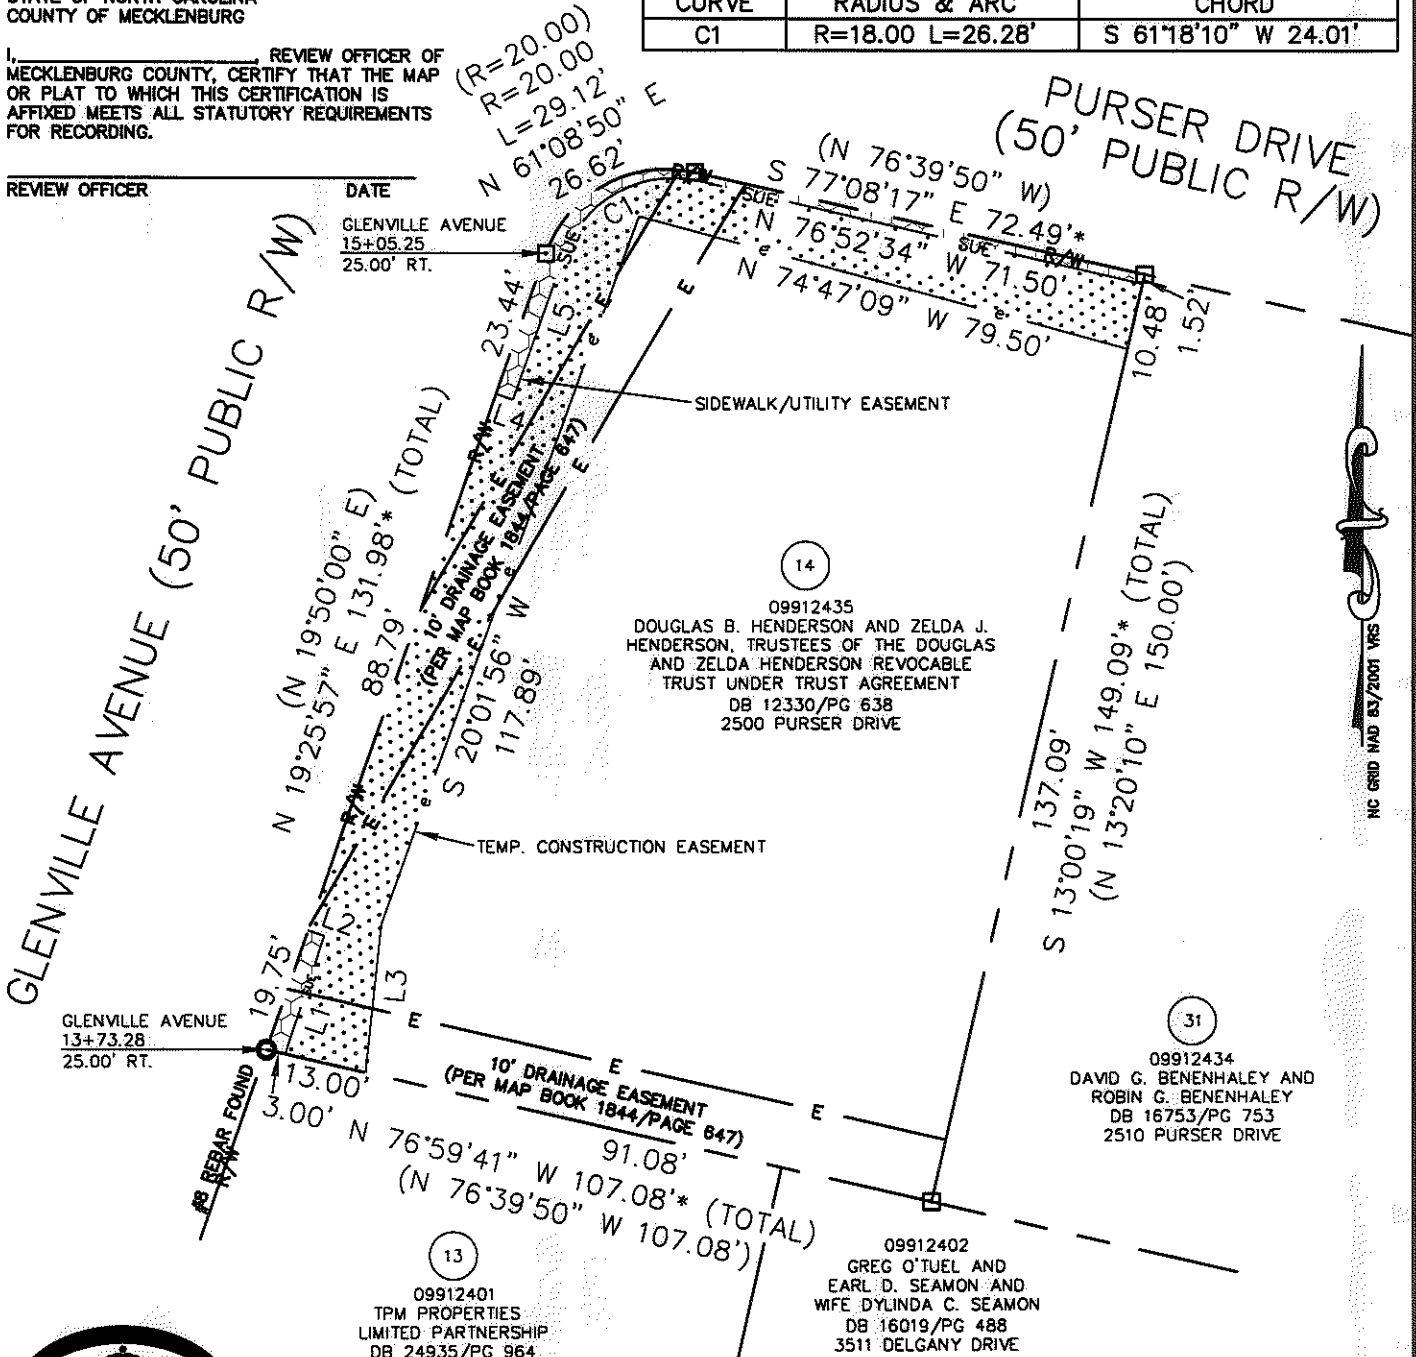 COUNTY OF MECKLENBURG
I, REVIEW OFFICER OF
MECKLENBURG COUNTY, CERTIFY THAT THE MAP
OR PLAT TO WHICH THIS CERTIFICATION IS
AFFIXED MEETS ALL STATUTORY REQUIREMENTS
FOR RECORDING.
REVIEW OFFICER DATE
CURVE RADIUS & ARC CHORD
C1 R=18.00 L=26.28' S 61°18'10" W 24.01'
(R=20.00)
R=20.00
L=29.12'
N 61°08'50" E
26.62'
PURSER DRIVE
(50' PUBLIC R/W)
(N 76°39'50" W)
S 77°08'17" E 72.49'*
N 76°52'34" W 71.50'
N 74°47'09" W 79.50'
R/W
SUE
SUE
R/W
C1
SUE
GLENVILLE AVENUE
15+05.25
25.00' RT.
10.48
1.52'
23.44'
L5
L4
E
E
e
e
e
SIDEWALK/UTILITY EASEMENT
GLENVILLE AVENUE (50' PUBLIC R/W)
R/W
(N 19°50'00" E)
N 19°25'57" E 131.98'* (TOTAL)
88.79'
10' DRAINAGE EASEMENT
(PER MAP BOOK 1844/PAGE 647)
E
E
E
e
e
S 20°01'56" W
117.89'
14
09912435
DOUGLAS B. HENDERSON AND ZELDA J.
HENDERSON, TRUSTEES OF THE DOUGLAS
AND ZELDA HENDERSON REVOCABLE
TRUST UNDER TRUST AGREEMENT
DB 12330/PG 638
2500 PURSER DRIVE
137.09'
S 13°00'19" W 149.09'* (TOTAL)
(N 13°20'10" E 150.00')
NC GRID NAD 83/2001 VRS
R/W
E
TEMP. CONSTRUCTION EASEMENT
L2
19.75'
SUE
L1
L3
GLENVILLE AVENUE
13+73.28
25.00' RT.
#8 REBAR FOUND
R/W
13.00'
3.00'
E
E
E
10' DRAINAGE EASEMENT
(PER MAP BOOK 1844/PAGE 647)
91.08'
N 76°59'41" W 107.08'* (TOTAL)
(N 76°39'50" W 107.08')
31
09912434
DAVID G. BENENHALEY AND
ROBIN G. BENENHALEY
DB 16753/PG 753
2510 PURSER DRIVE
13
09912401
TPM PROPERTIES
LIMITED PARTNERSHIP
DB 24935/PG 964
09912402
GREG O'TUEL AND
EARL D. SEAMON AND
WIFE DYLINDA C. SEAMON
DB 16019/PG 488
3511 DELGANY DRIVE